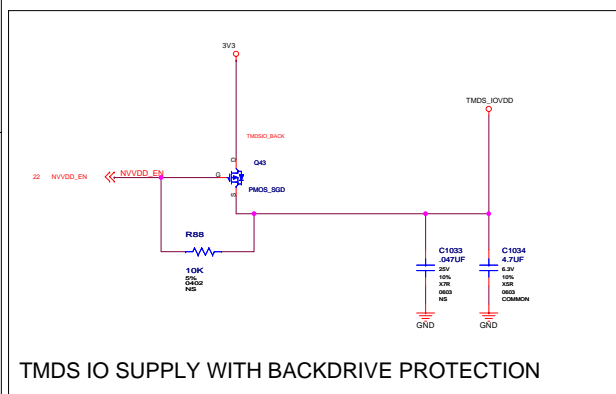 3V3
TMDS_IOVDD
TMDSIO_BACK
D
Q43
22 NVVDD_EN NVVDD_EN
G
PMOS_SGD
S
R88
10K
5%
0402
NS
C1033
.047UF
25V
10%
X7R
0603
NS
C1034
4.7UF
6.3V
10%
X5R
0603
COMMON
GND
GND
TMDS IO SUPPLY WITH BACKDRIVE PROTECTION